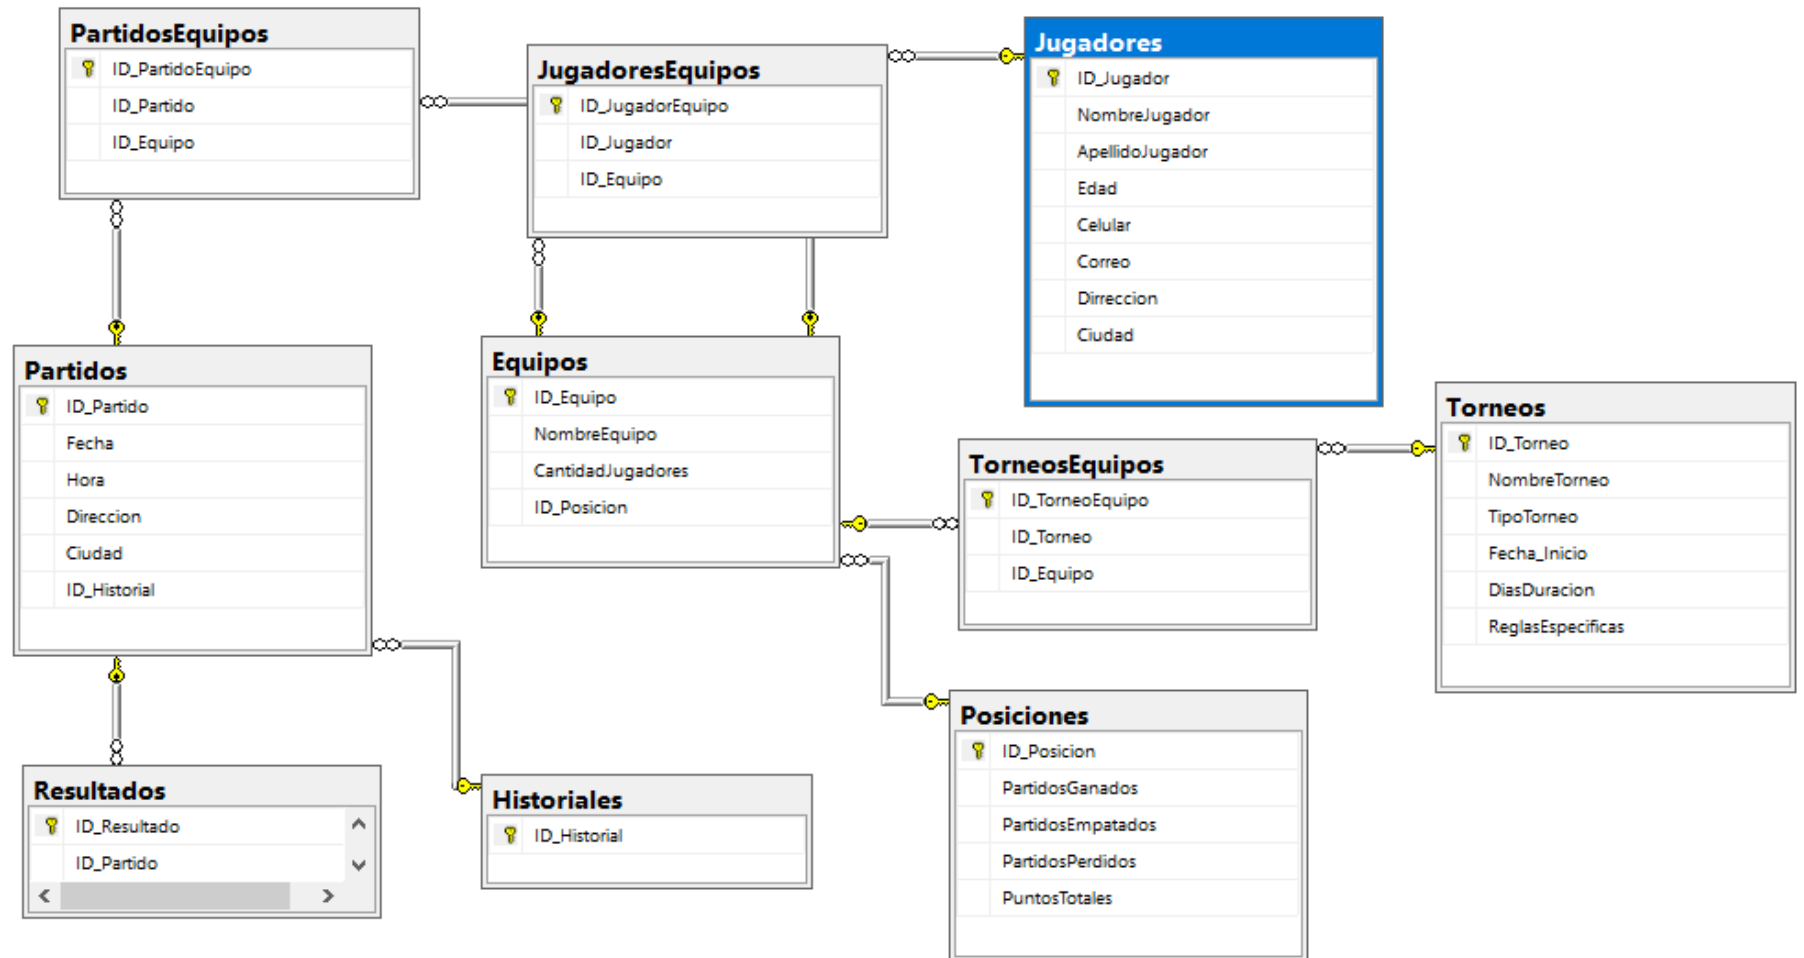 PartidosEquipos
ID_PartidoEquipo
ID_Partido
ID_Equipo
JugadoresEquipos
ID_JugadorEquipo
ID_Jugador
ID_Equipo
Jugadores
ID_Jugador
NombreJugador
ApellidoJugador
Edad
Celular
Correo
Dirreccion
Ciudad
Partidos
ID_Partido
Fecha
Hora
Direccion
Ciudad
ID_Historial
Equipos
ID_Equipo
NombreEquipo
CantidadJugadores
ID_Posicion
TorneosEquipos
ID_TorneoEquipo
ID_Torneo
ID_Equipo
Torneos
ID_Torneo
NombreTorneo
TipoTorneo
Fecha_Inicio
DiasDuracion
ReglasEspecificas
Resultados
ID_Resultado
ID_Partido
Historiales
ID_Historial
Posiciones
ID_Posicion
PartidosGanados
PartidosEmpatados
PartidosPerdidos
PuntosTotales